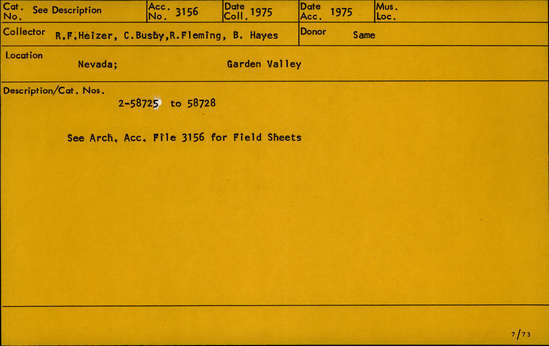 Cat. No. See Description Acc. No. 3156 Date Coll. 1975 Date Acc. 1975 Mus. Loc.
Collector R.F.Heizer, C.Busby,R.Fleming, B. Hayes Donor Same
Location
Nevada; Garden Valley
Description/Cat. Nos.
2-58725 to 58728
See Arch. Acc. File 3156 for Field Sheets
7/73